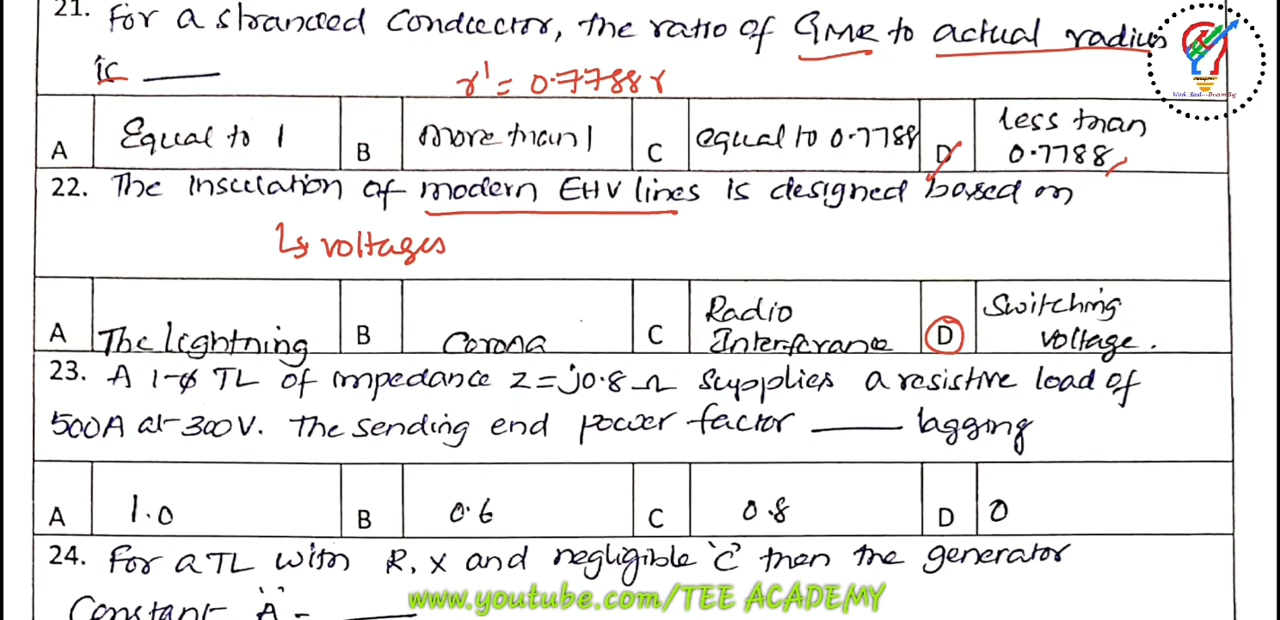 21. For a stranded conductor, the ratio of GMR to actual radius
is ____
r' = 0.7788 r
A Equal to 1 B more than 1 C equal to 0.7788 D less than 0.7788
22. The Insulation of modern EHV lines is designed based on
↳ voltages
A The lightning B Corona C Radio Interferance D Switching voltage.
23. A 1-ϕ TL of impedance Z = j0.8 Ω supplies a resistive load of
500A at 300V. The sending end power factor ____ lagging
A 1.0 B 0.6 C 0.8 D 0
24. For a TL with R, X and negligible 'C' then the generator
Constant 'A' = ____
www.youtube.com/TEE ACADEMY